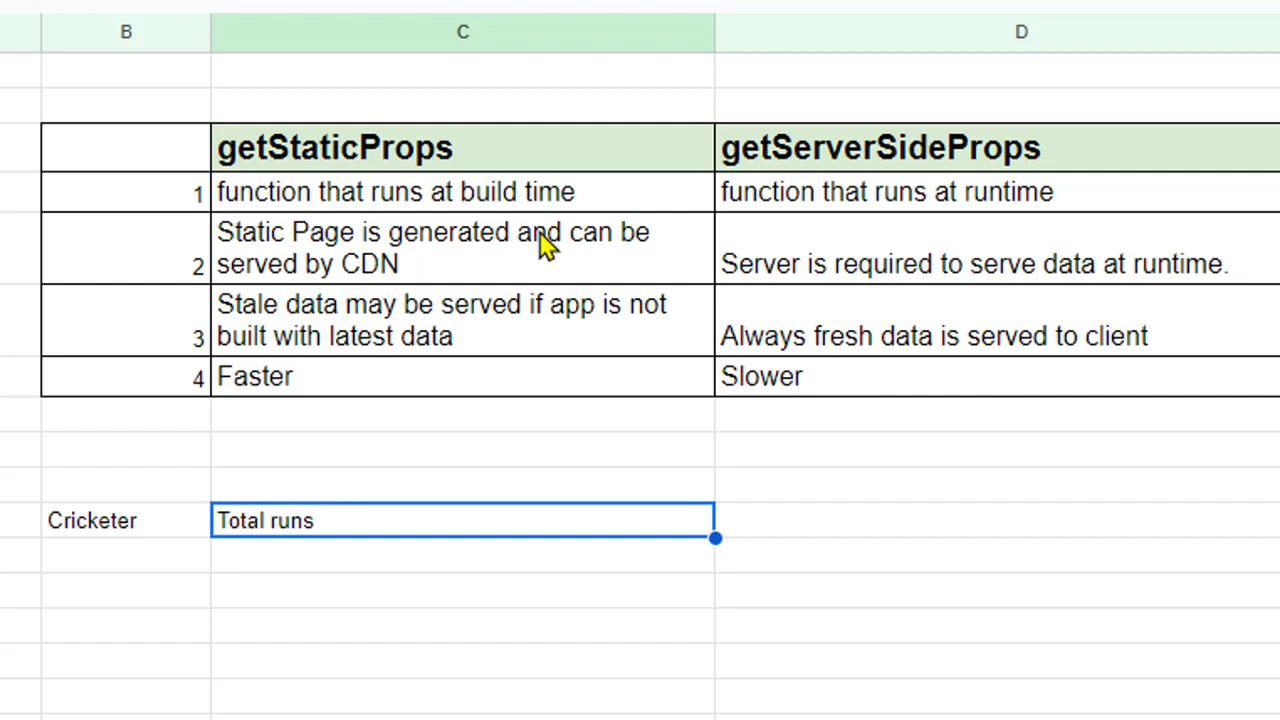 B C D
getStaticProps getServerSideProps
1 function that runs at build time function that runs at runtime
Static Page is generated and can be
2 served by CDN Server is required to serve data at runtime.
Stale data may be served if app is not
3 built with latest data Always fresh data is served to client
4 Faster Slower
Cricketer Total runs